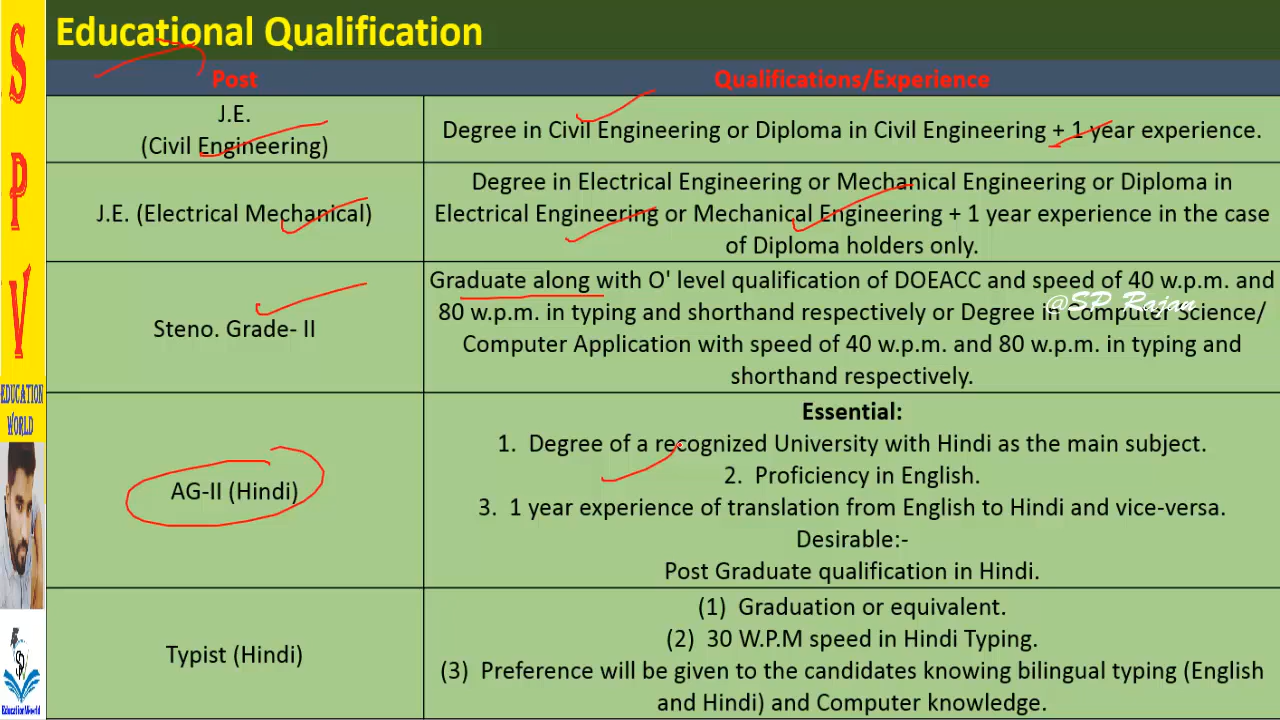 Educational Qualification
Post
Qualifications/Experience
J.E.
(Civil Engineering)
Degree in Civil Engineering or Diploma in Civil Engineering + 1 year experience.
J.E. (Electrical Mechanical)
Degree in Electrical Engineering or Mechanical Engineering or Diploma in
Electrical Engineering or Mechanical Engineering + 1 year experience in the case
of Diploma holders only.
Steno. Grade- II
Graduate along with O' level qualification of DOEACC and speed of 40 w.p.m. and
80 w.p.m. in typing and shorthand respectively or Degree in Computer Science/
Computer Application with speed of 40 w.p.m. and 80 w.p.m. in typing and
shorthand respectively.
@SP Rajan
AG-II (Hindi)
Essential:
1. Degree of a recognized University with Hindi as the main subject.
2. Proficiency in English.
3. 1 year experience of translation from English to Hindi and vice-versa.
Desirable:-
Post Graduate qualification in Hindi.
Typist (Hindi)
(1) Graduation or equivalent.
(2) 30 W.P.M speed in Hindi Typing.
(3) Preference will be given to the candidates knowing bilingual typing (English
and Hindi) and Computer knowledge.
S
P
V
EDUCATION
WORLD
SP
Education World